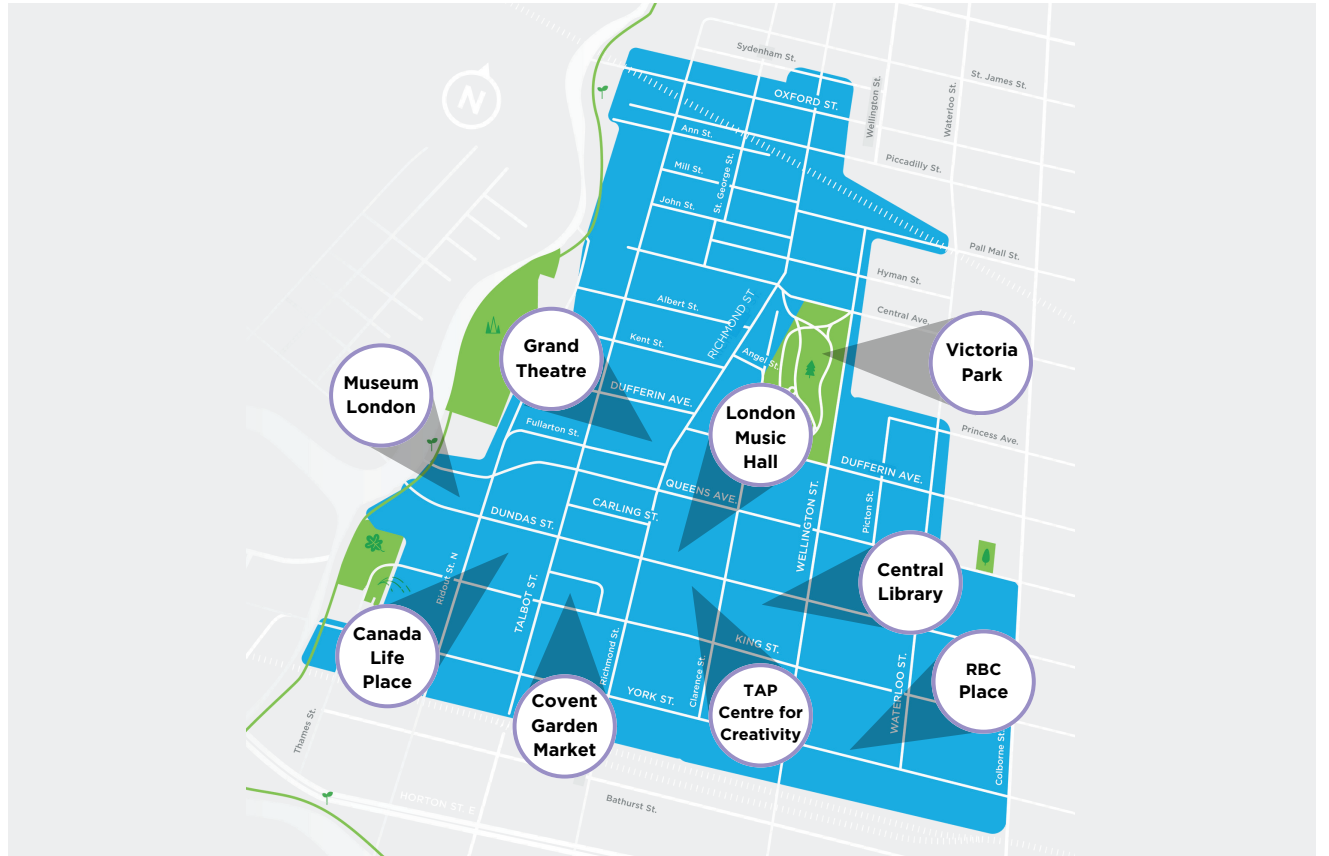 Sydenham St.
St. James St.
OXFORD ST.
Wellington St.
Waterloo St.
N
Ann St.
Piccadilly St.
Mill St.
St. George St.
John St.
Pall Mall St.
Hyman St.
Albert St.
RICHMOND ST
Central Ave.
Kent St.
Angel St.
Grand
Theatre
Victoria
Park
Museum
London
DUFFERIN AVE.
London
Music
Hall
Fullarton St.
Princess Ave.
DUFFERIN AVE.
QUEENS AVE.
CARLING ST.
DUNDAS ST.
WELLINGTON ST.
Picton St.
Ridout St. N
TALBOT ST.
Central
Library
Canada
Life
Place
KING ST.
Richmond St.
Clarence St.
WATERLOO ST.
RBC
Place
YORK ST.
TAP
Centre for
Creativity
Covent
Garden
Market
Thames St.
Colborne St.
HORTON ST. E
Bathurst St.